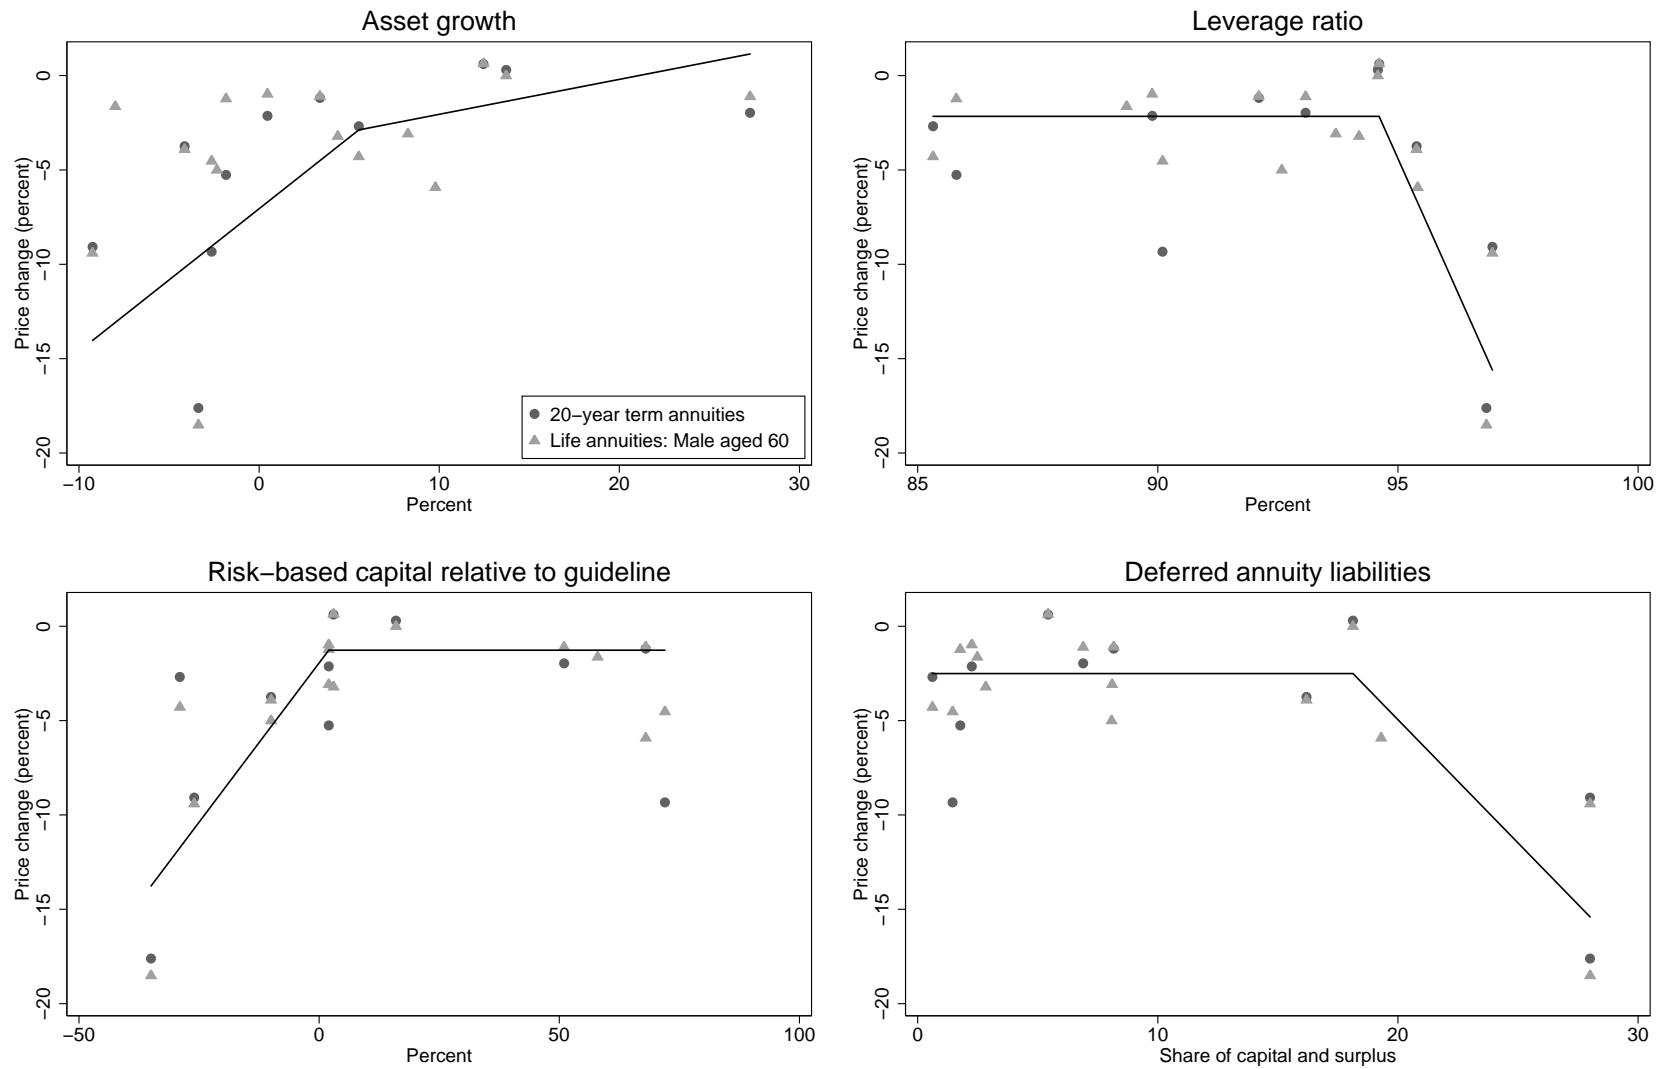 Asset growth
Price change (percent)
0
−5
−10
−15
−20
20−year term annuities
Life annuities: Male aged 60
−10
0
10
20
30
Percent
Leverage ratio
Price change (percent)
0
−5
−10
−15
−20
85
90
95
100
Percent
Risk−based capital relative to guideline
Price change (percent)
0
−5
−10
−15
−20
−50
0
50
100
Percent
Deferred annuity liabilities
Price change (percent)
0
−5
−10
−15
−20
0
10
20
30
Share of capital and surplus